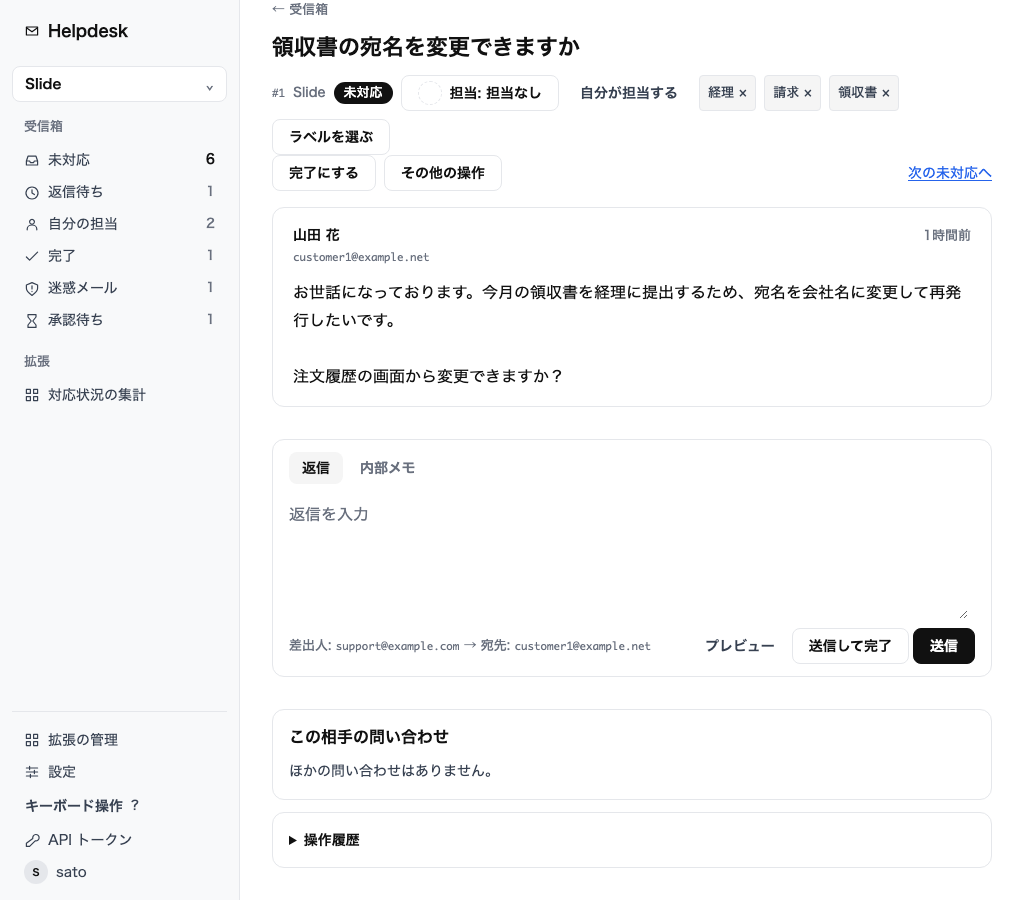 Helpdesk
Slide
受信箱
未対応 6
返信待ち 1
自分の担当 2
完了 1
迷惑メール 1
承認待ち 1
拡張
対応状況の集計
拡張の管理
設定
キーボード操作 ?
API トークン
S sato
← 受信箱
領収書の宛名を変更できますか
#1 Slide 未対応 担当: 担当なし 自分が担当する 経理 × 請求 × 領収書 ×
ラベルを選ぶ
完了にする その他の操作 次の未対応へ
山田 花 1時間前
customer1@example.net
お世話になっております。今月の領収書を経理に提出するため、宛名を会社名に変更して再発
行したいです。
注文履歴の画面から変更できますか？
返信 内部メモ
返信を入力
差出人: support@example.com → 宛先: customer1@example.net プレビュー 送信して完了 送信
この相手の問い合わせ
ほかの問い合わせはありません。
▶ 操作履歴